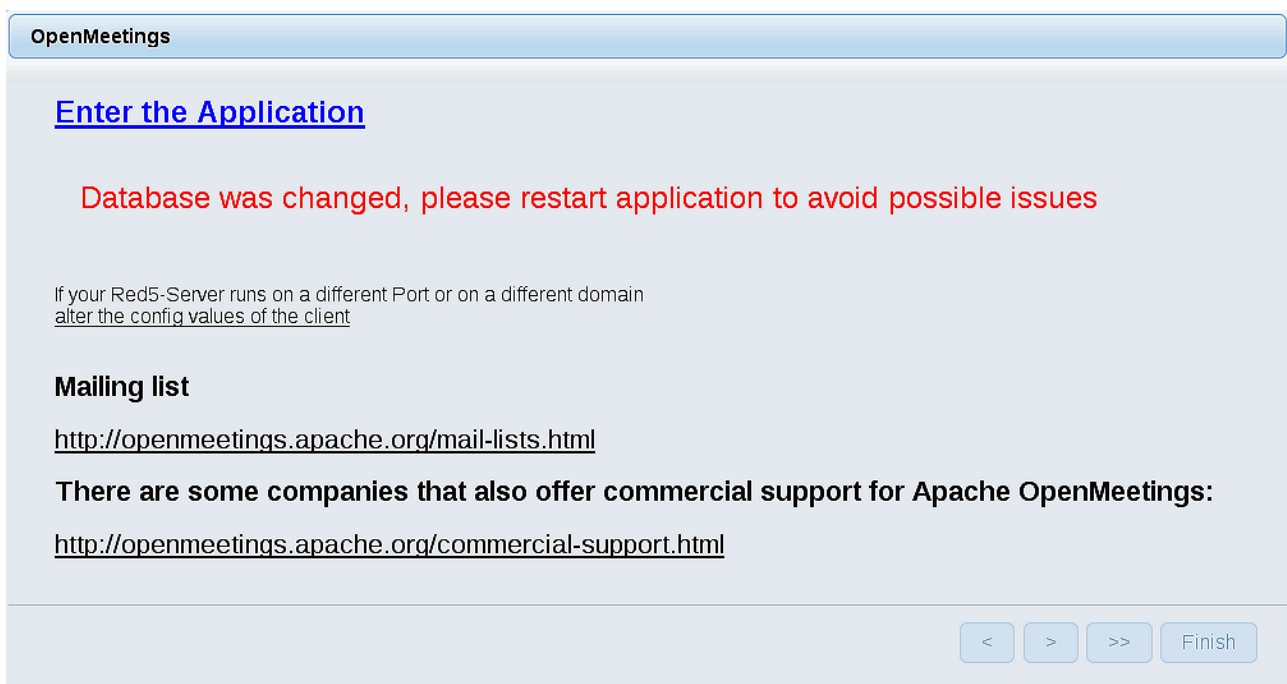 OpenMeetings
Enter the Application
Database was changed, please restart application to avoid possible issues
If your Red5-Server runs on a different Port or on a different domain
alter the config values of the client
Mailing list
http://openmeetings.apache.org/mail-lists.html
There are some companies that also offer commercial support for Apache OpenMeetings:
http://openmeetings.apache.org/commercial-support.html
< > >> Finish